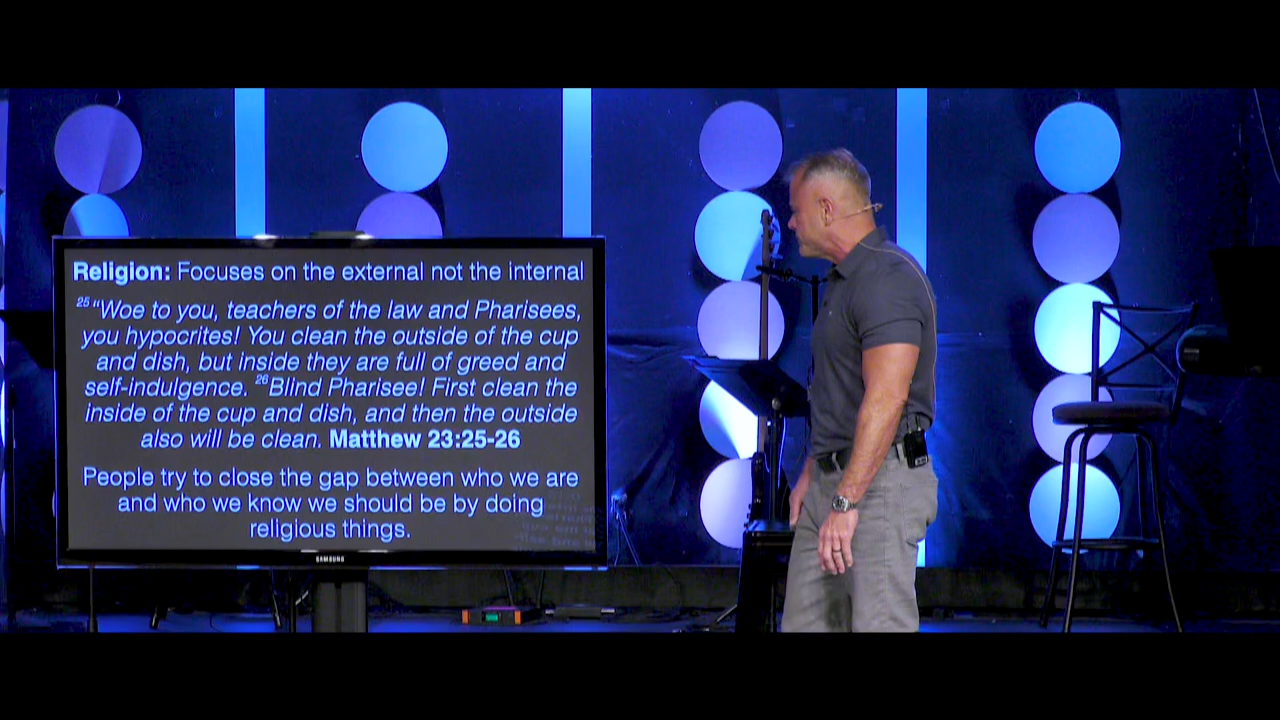 Religion: Focuses on the external not the internal
25 "Woe to you, teachers of the law and Pharisees,
you hypocrites! You clean the outside of the cup
and dish, but inside they are full of greed and
self-indulgence. 26 Blind Pharisee! First clean the
inside of the cup and dish, and then the outside
also will be clean. Matthew 23:25-26
People try to close the gap between who we are
and who we know we should be by doing
religious things.
SAMSUNG